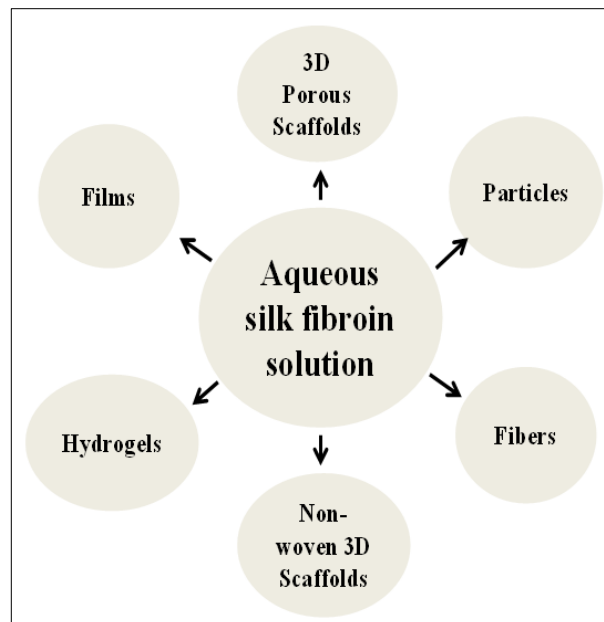 3D
Porous
Scaffolds
Films
Particles
Aqueous
silk fibroin
solution
Hydrogels
Fibers
Non-
woven 3D
Scaffolds